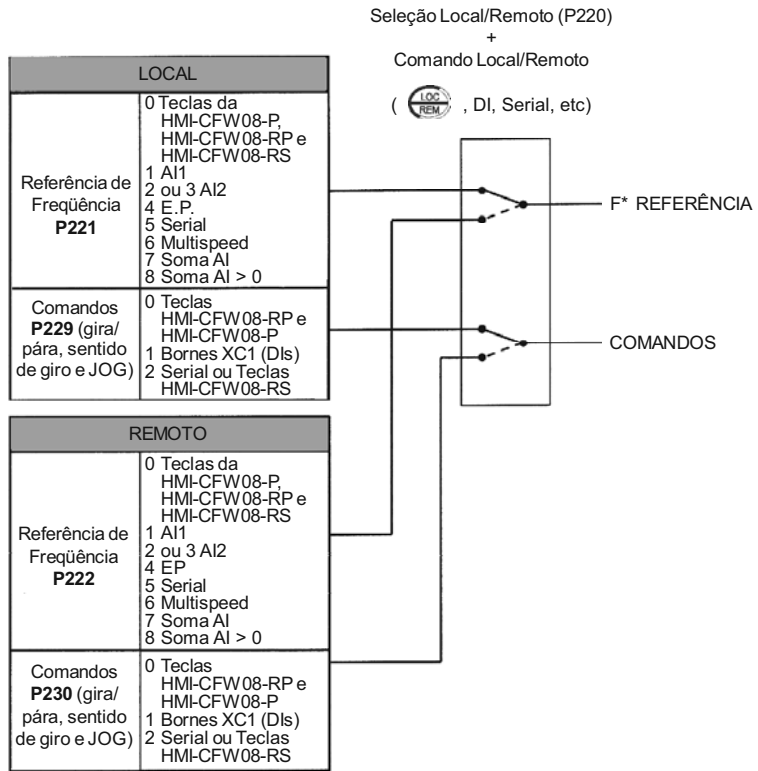 Seleção Local/Remoto (P220)
+
Comando Local/Remoto
( LOC REM , DI, Serial, etc)
LOCAL
Referência de
Freqüência
P221
0 Teclas da
HMI-CFW08-P,
HMI-CFW08-RP e
HMI-CFW08-RS
1 AI1
2 ou 3 AI2
4 E.P.
5 Serial
6 Multispeed
7 Soma AI
8 Soma AI > 0
Comandos
P229 (gira/
pára, sentido
de giro e JOG)
0 Teclas
HMI-CFW08-RP e
HMI-CFW08-P
1 Bornes XC1 (DIs)
2 Serial ou Teclas
HMI-CFW08-RS
F* REFERÊNCIA
COMANDOS
REMOTO
Referência de
Freqüência
P222
0 Teclas da
HMI-CFW08-P,
HMI-CFW08-RP e
HMI-CFW08-RS
1 AI1
2 ou 3 AI2
4 EP
5 Serial
6 Multispeed
7 Soma AI
8 Soma AI > 0
Comandos
P230 (gira/
pára, sentido
de giro e JOG)
0 Teclas
HMI-CFW08-RP e
HMI-CFW08-P
1 Bornes XC1 (DIs)
2 Serial ou Teclas
HMI-CFW08-RS